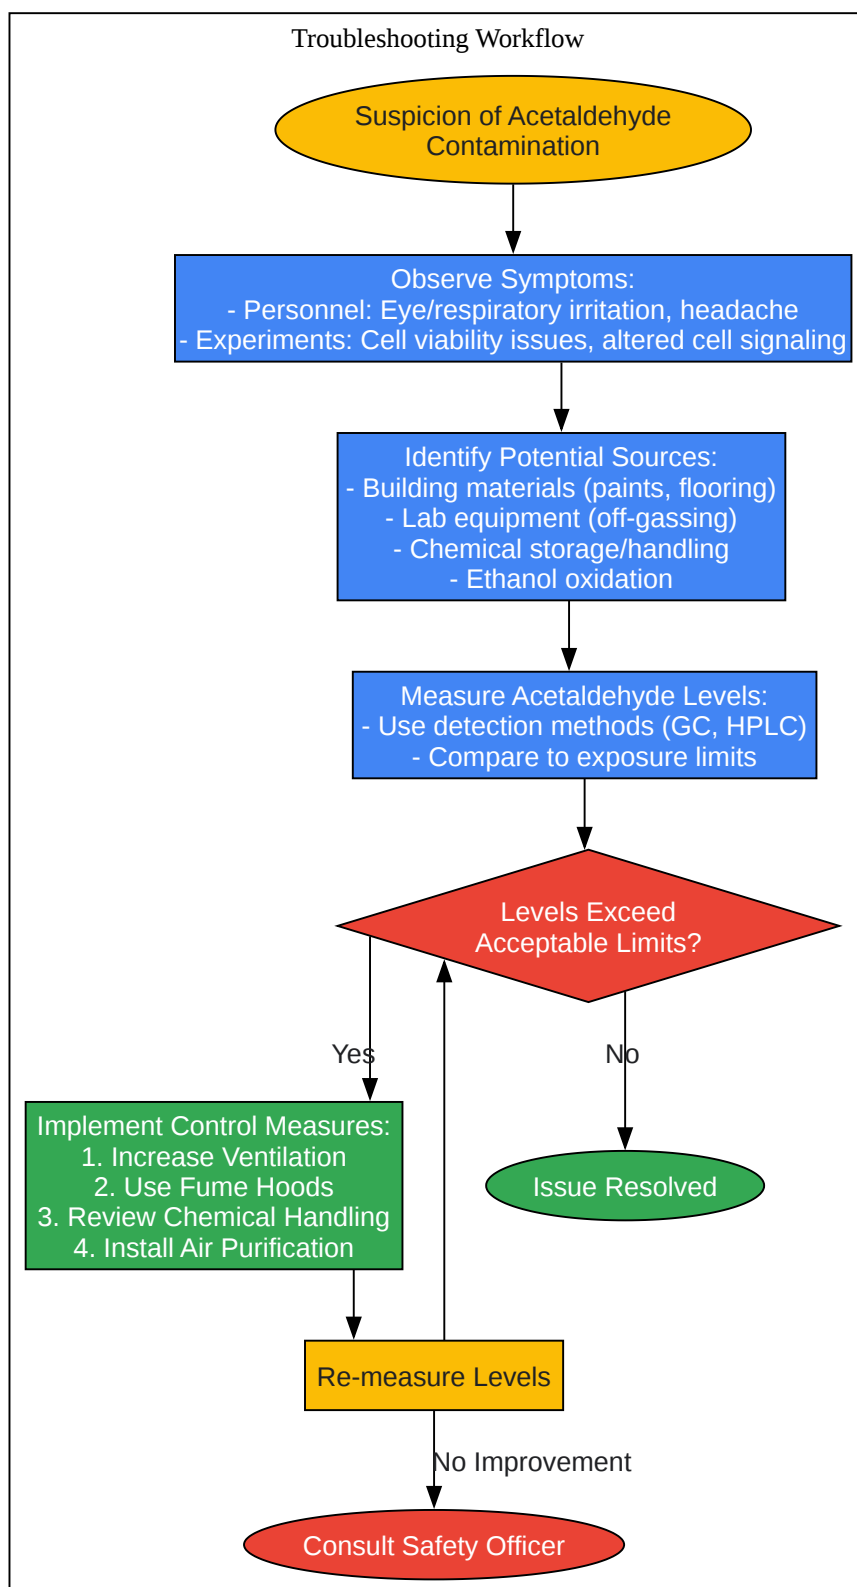 Troubleshooting Workflow
Suspicion of Acetaldehyde
Contamination
Observe Symptoms:
- Personnel: Eye/respiratory irritation, headache
- Experiments: Cell viability issues, altered cell signaling
Identify Potential Sources:
- Building materials (paints, flooring)
- Lab equipment (off-gassing)
- Chemical storage/handling
- Ethanol oxidation
Measure Acetaldehyde Levels:
- Use detection methods (GC, HPLC)
- Compare to exposure limits
Levels Exceed
Acceptable Limits?
Yes
No
Implement Control Measures:
1. Increase Ventilation
2. Use Fume Hoods
3. Review Chemical Handling
4. Install Air Purification
Issue Resolved
Re-measure Levels
No Improvement
Consult Safety Officer